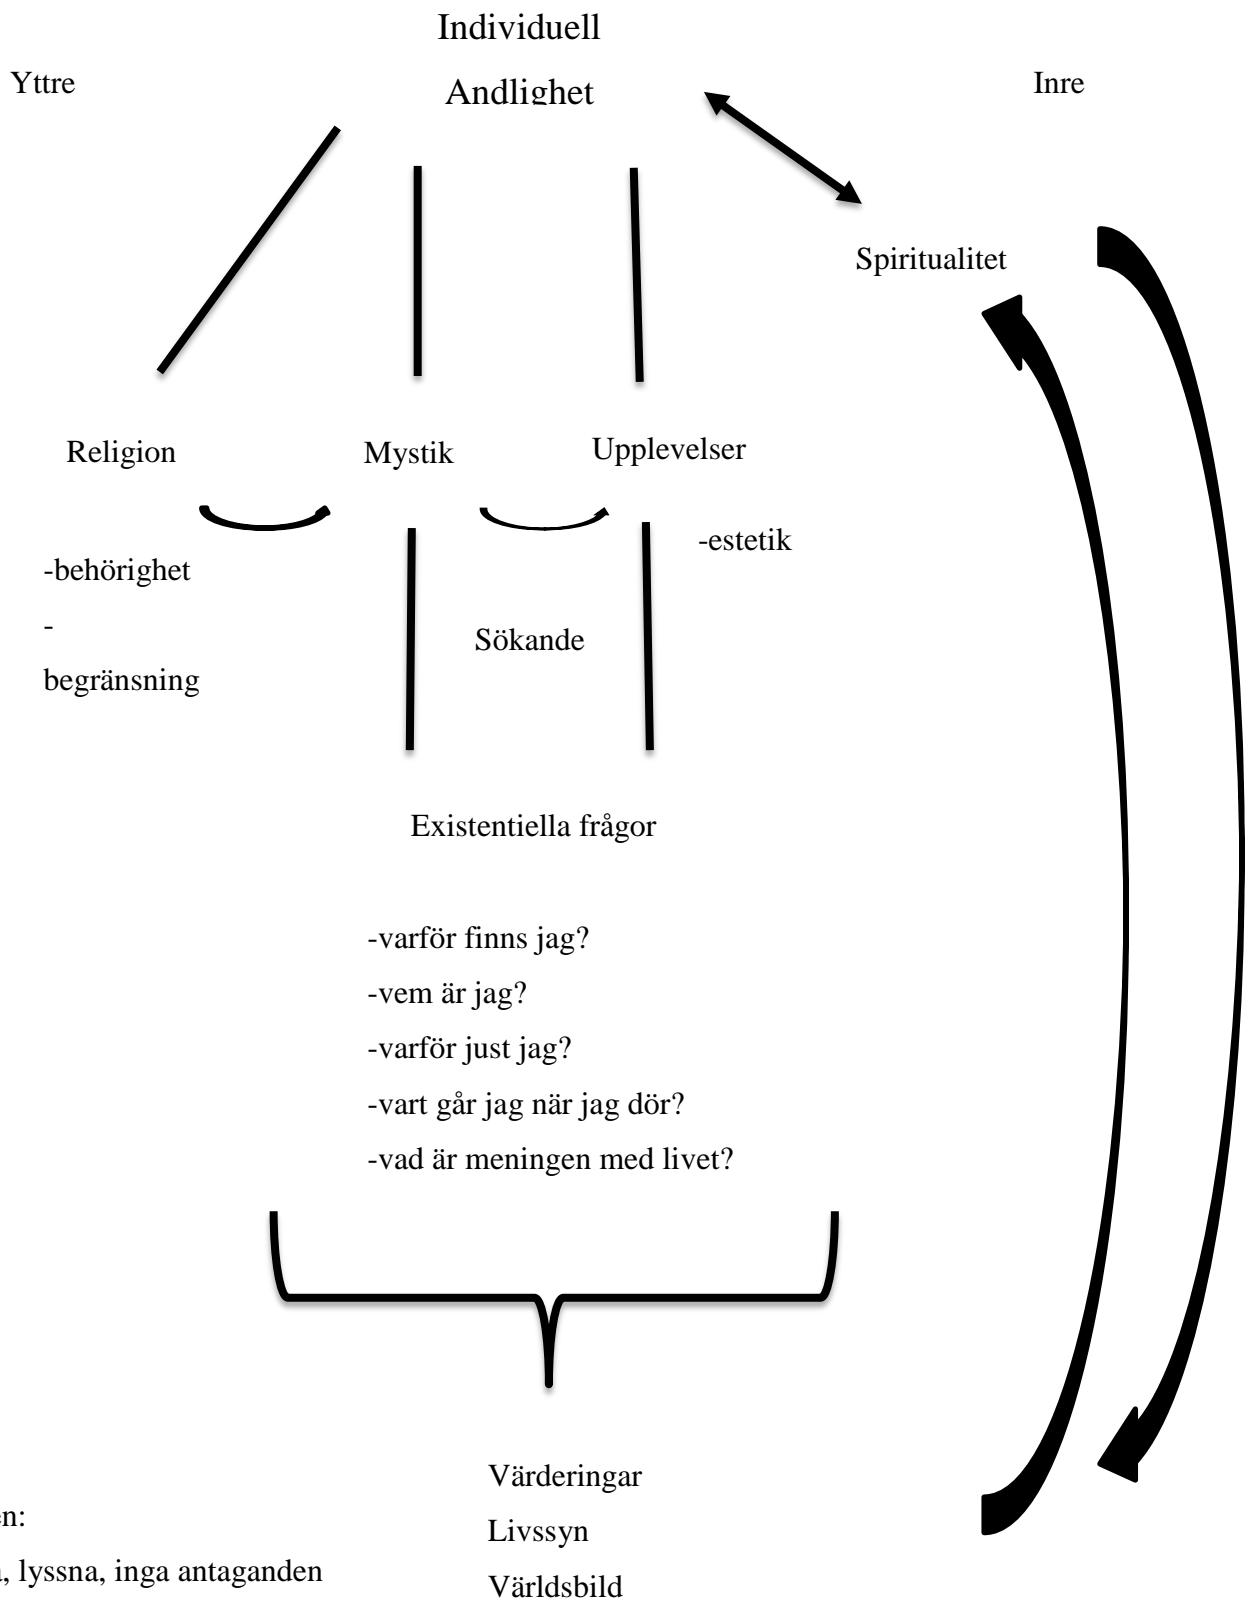 Individuell
Yttre
Andlighet
Inre
Spiritualitet
Religion
Mystik
Upplevelser
-estetik
-behörighet
-
begränsning
Sökande
Existentiella frågor
-varför finns jag?
-vem är jag?
-varför just jag?
-vart går jag när jag dör?
-vad är meningen med livet?
Värderingar
Livssyn
Världsbild
lyssna, inga antaganden